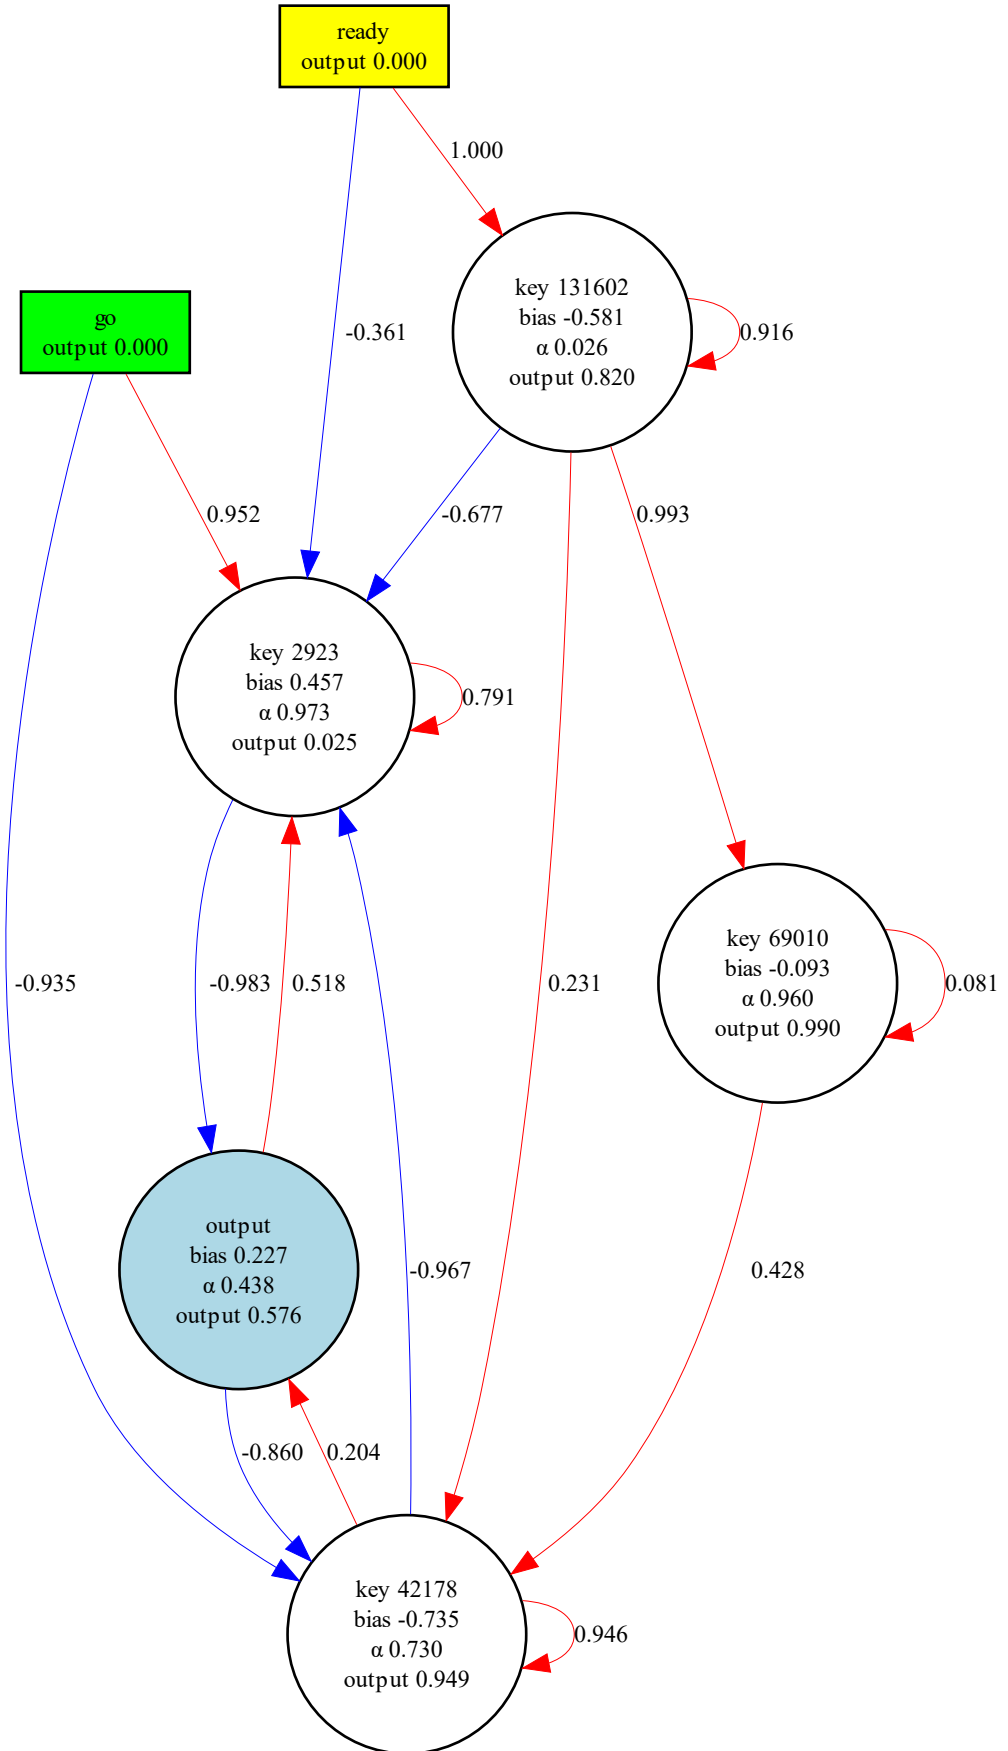 ready
output 0.000
1.000
key 131602
bias -0.581
α 0.026
output 0.820
0.916
go
output 0.000
-0.361
0.952
-0.677
0.993
key 2923
bias 0.457
α 0.973
output 0.025
0.791
key 69010
bias -0.093
α 0.960
output 0.990
0.081
-0.935
-0.983
0.518
0.231
output
bias 0.227
α 0.438
output 0.576
-0.967
0.428
-0.860
0.204
key 42178
bias -0.735
α 0.730
output 0.949
0.946